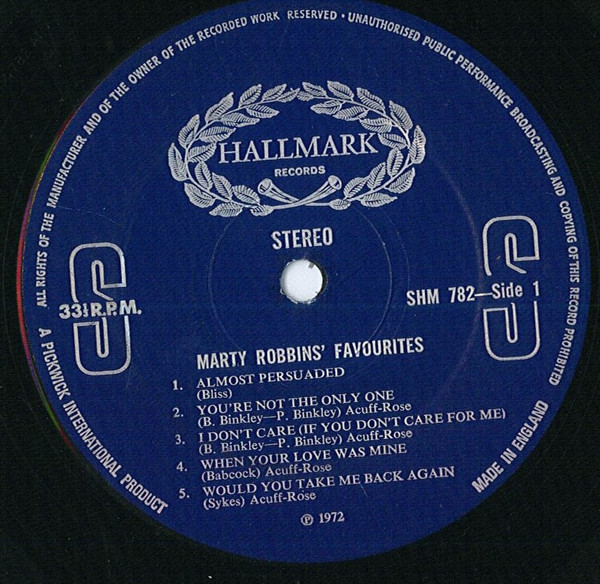 ALL RIGHTS OF THE MANUFACTURER AND OF THE OWNER OF THE RECORDED WORK RESERVED · UNAUTHORISED PUBLIC PERFORMANCE BROADCASTING AND COPYING OF THIS RECORD PROHIBITED
HALLMARK
RECORDS
STEREO
S
33⅓ R.P.M.
S
SHM 782—Side 1
MARTY ROBBINS' FAVOURITES
1. ALMOST PERSUADED
(Bliss)
2. YOU'RE NOT THE ONLY ONE
(B. Binkley—P. Binkley) Acuff-Rose
3. I DON'T CARE (IF YOU DON'T CARE FOR ME)
(B. Binkley—P. Binkley) Acuff-Rose
4. WHEN YOUR LOVE WAS MINE
(Babcock) Acuff-Rose
5. WOULD YOU TAKE ME BACK AGAIN
(Sykes) Acuff-Rose
℗ 1972
A PICKWICK INTERNATIONAL PRODUCT
MADE IN ENGLAND